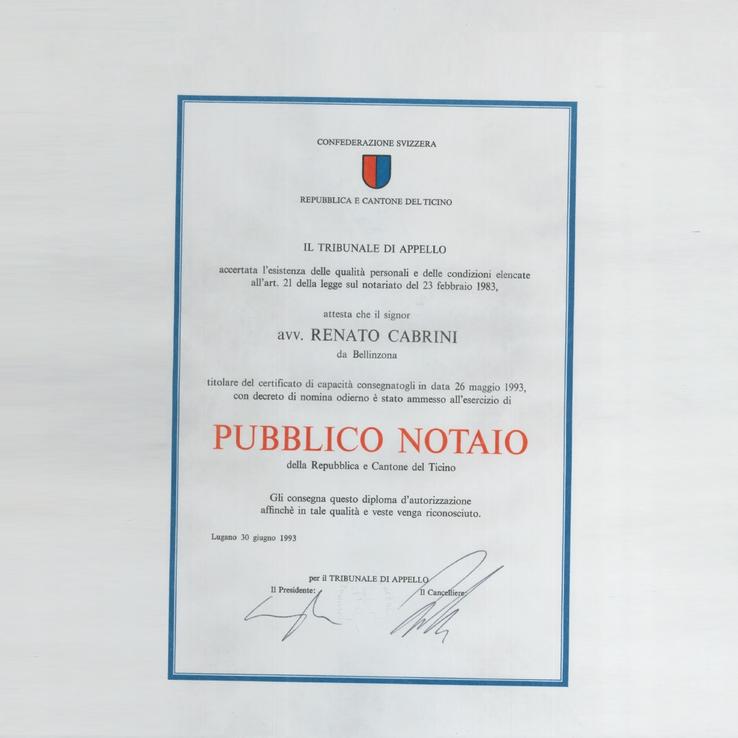 CONFEDERAZIONE SVIZZERA
REPUBBLICA E CANTONE DEL TICINO
IL TRIBUNALE DI APPELLO
accertata l'esistenza delle qualità personali e delle condizioni elencate
all'art. 21 della legge sul notariato del 23 febbraio 1983,
attesta che il signor
avv. RENATO CABRINI
da Bellinzona
titolare del certificato di capacità consegnatogli in data 26 maggio 1993,
con decreto di nomina odierno è stato ammesso all'esercizio di
PUBBLICO NOTAIO
della Repubblica e Cantone del Ticino
Gli consegna questo diploma d'autorizzazione
affinchè in tale qualità e veste venga riconosciuto.
Lugano 30 giugno 1993
per il TRIBUNALE DI APPELLO
Il Presidente: Il Cancelliere: